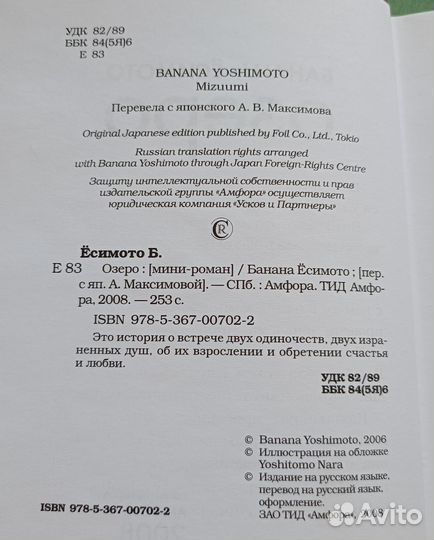 УДК 82/89
ББК 84(5Я)6
Е 83
BANANA YOSHIMOTO
Mizuumi
Перевела с японского А. В. Максимова
Original Japanese edition published by Foil Co., Ltd., Tokio
Russian translation rights arranged
with Banana Yoshimoto through Japan Foreign-Rights Centre
Защиту интеллектуальной собственности и прав
издательской группы «Амфора» осуществляет
юридическая компания «Усков и Партнеры»
Ёсимото Б.
Е 83 Озеро : [мини-роман] / Банана Ёсимото ; [пер.
с яп. А. Максимовой]. — СПб. : Амфора. ТИД Амфо-
ра, 2008. — 253 с.
ISBN 978-5-367-00702-2
Это история о встрече двух одиночеств, двух изра-
ненных душ, об их взрослении и обретении счастья
и любви.
УДК 82/89
ББК 84(5Я)6
© Banana Yoshimoto, 2006
© Иллюстрация на обложке
Yoshitomo Nara
© Издание на русском языке,
перевод на русский язык,
оформление.
ЗАО ТИД «Амфора», 2008
ISBN 978-5-367-00702-2
Avito